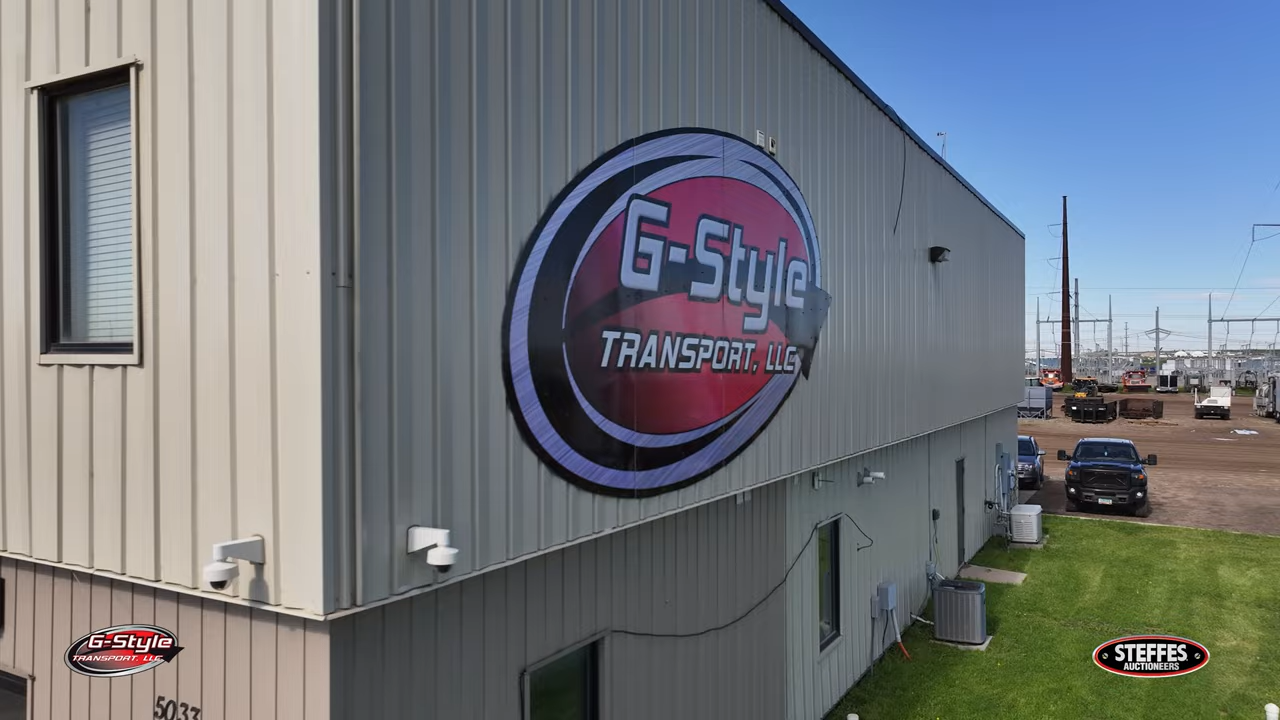 G-Style
TRANSPORT, LLC
G-Style
TRANSPORT, LLC
5033
STEFFES
AUCTIONEERS